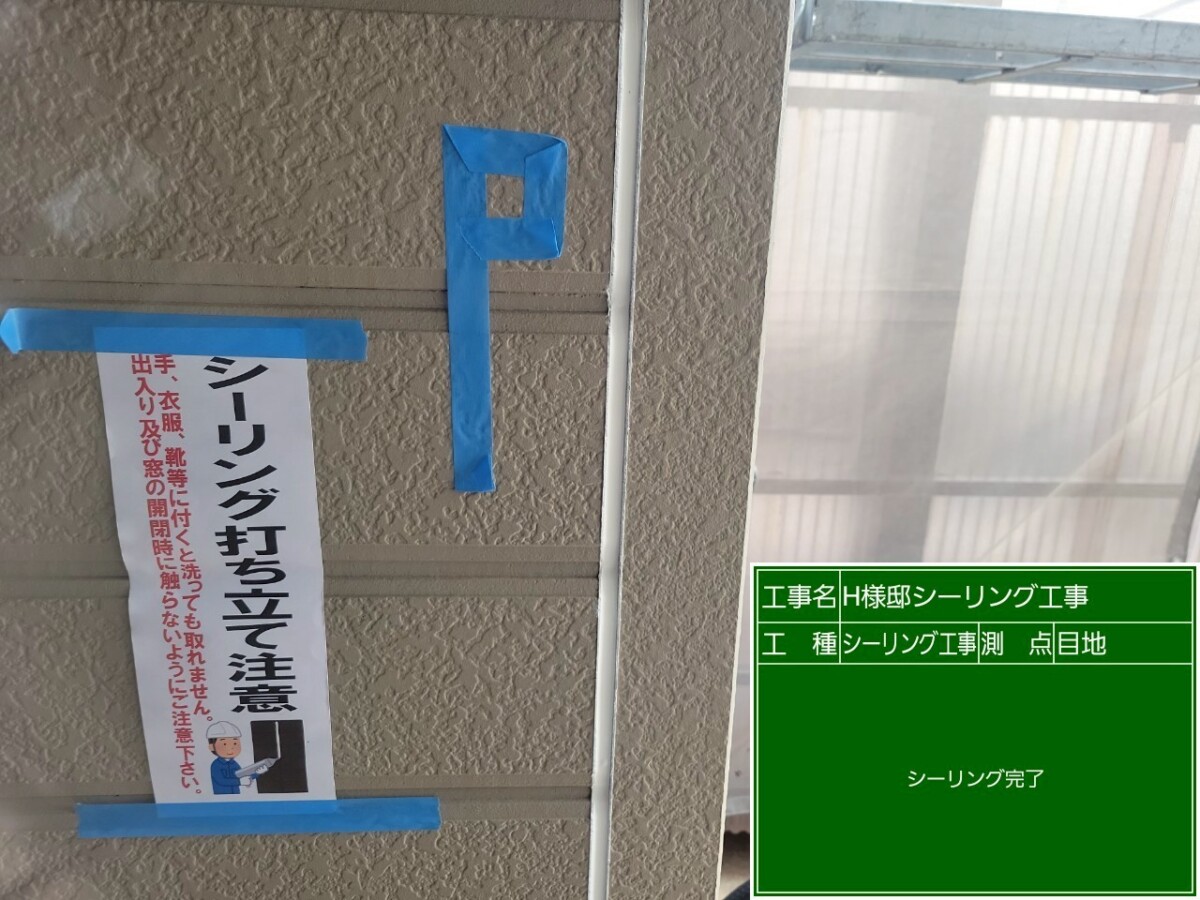 シーリング打ち立て注意
手、衣服、靴等に付くと洗っても取れません。
出入り及び窓の開閉時に触らないようにご注意下さい。
P
工事名 H様邸シーリング工事
工　種 シーリング工事 測　点 目地
シーリング完了